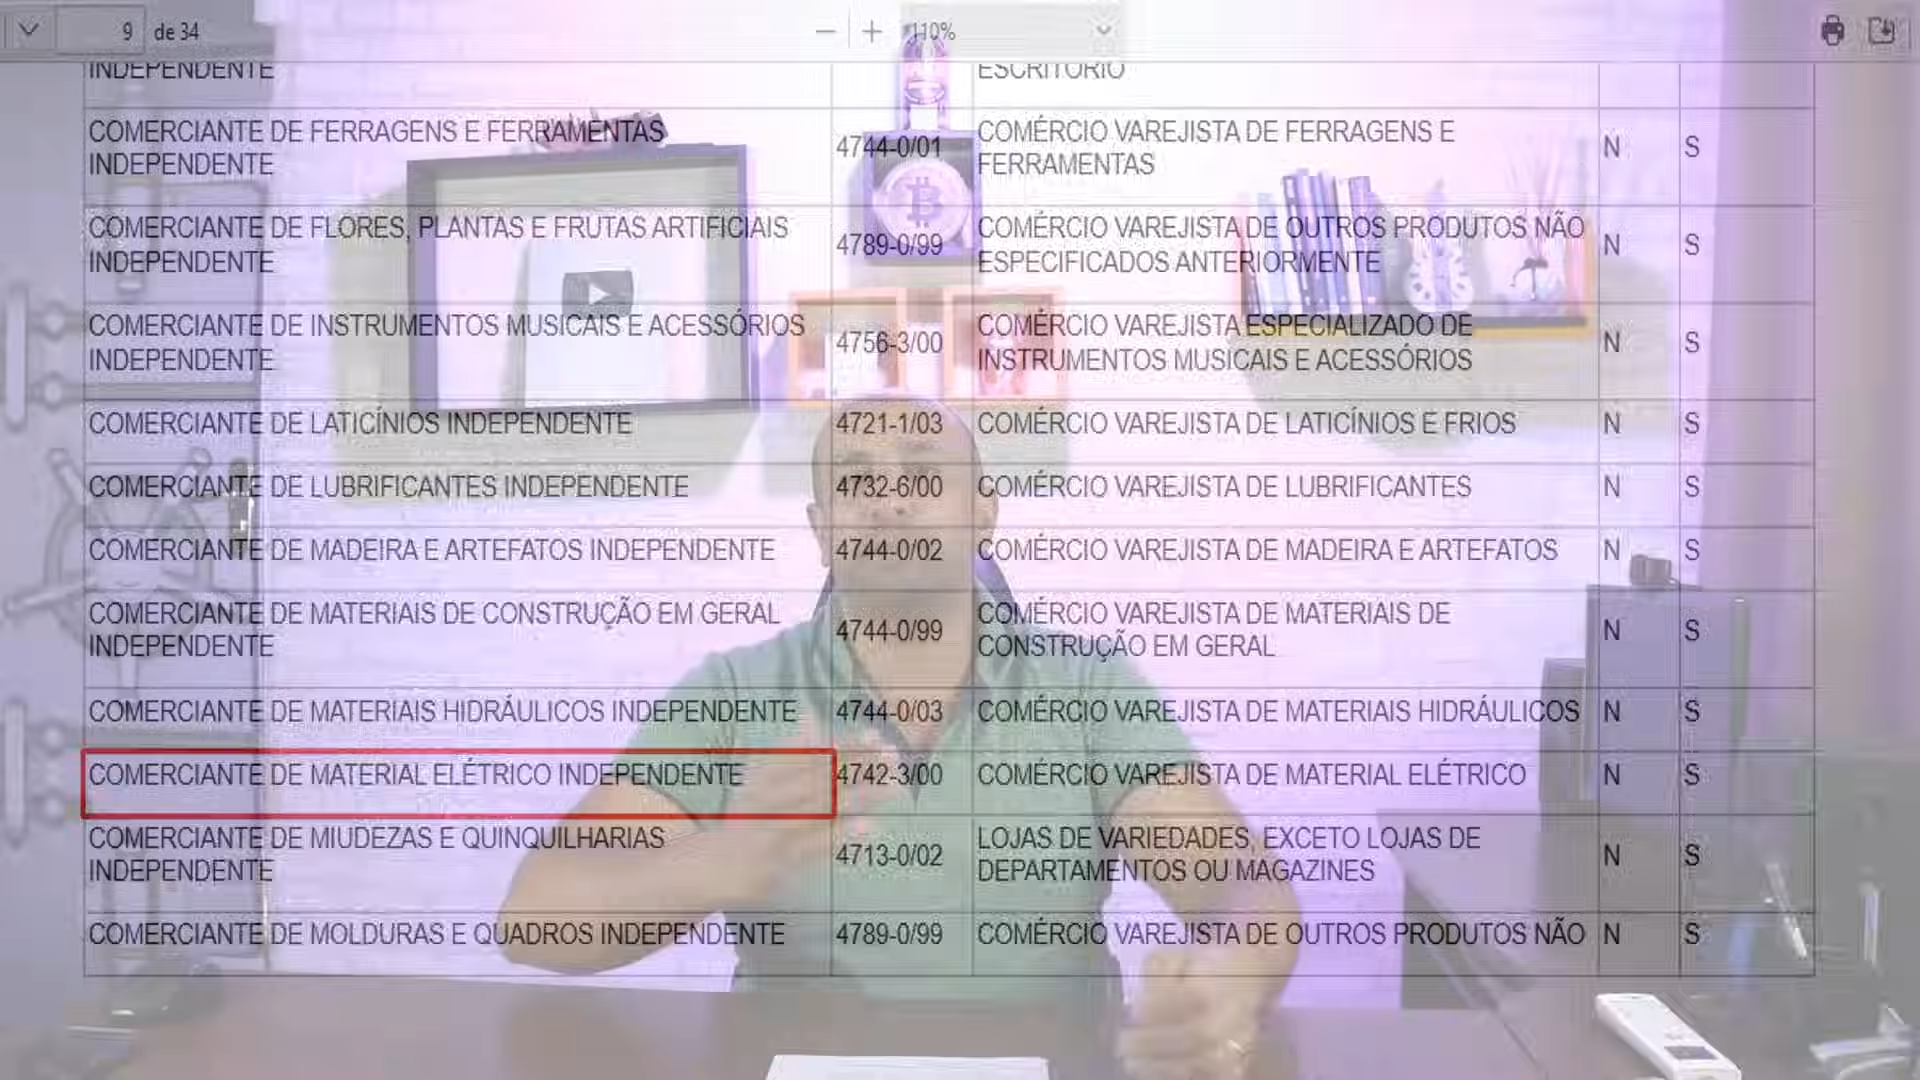 9 de 34
110%
INDEPENDENTE
ESCRITÓRIO
COMERCIANTE DE FERRAGENS E FERRAMENTAS
INDEPENDENTE
4744-0/01
COMÉRCIO VAREJISTA DE FERRAGENS E
FERRAMENTAS
N
S
COMERCIANTE DE FLORES, PLANTAS E FRUTAS ARTIFICIAIS
INDEPENDENTE
4789-0/99
COMÉRCIO VAREJISTA DE OUTROS PRODUTOS NÃO
ESPECIFICADOS ANTERIORMENTE
N
S
COMERCIANTE DE INSTRUMENTOS MUSICAIS E ACESSÓRIOS
INDEPENDENTE
4756-3/00
COMÉRCIO VAREJISTA ESPECIALIZADO DE
INSTRUMENTOS MUSICAIS E ACESSÓRIOS
N
S
COMERCIANTE DE LATICÍNIOS INDEPENDENTE
4721-1/03
COMÉRCIO VAREJISTA DE LATICÍNIOS E FRIOS
N
S
COMERCIANTE DE LUBRIFICANTES INDEPENDENTE
4732-6/00
COMÉRCIO VAREJISTA DE LUBRIFICANTES
N
S
COMERCIANTE DE MADEIRA E ARTEFATOS INDEPENDENTE
4744-0/02
COMÉRCIO VAREJISTA DE MADEIRA E ARTEFATOS
N
S
COMERCIANTE DE MATERIAIS DE CONSTRUÇÃO EM GERAL
INDEPENDENTE
4744-0/99
COMÉRCIO VAREJISTA DE MATERIAIS DE
CONSTRUÇÃO EM GERAL
N
S
COMERCIANTE DE MATERIAIS HIDRÁULICOS INDEPENDENTE
4744-0/03
COMÉRCIO VAREJISTA DE MATERIAIS HIDRÁULICOS
N
S
COMERCIANTE DE MATERIAL ELÉTRICO INDEPENDENTE
4742-3/00
COMÉRCIO VAREJISTA DE MATERIAL ELÉTRICO
N
S
COMERCIANTE DE MIUDEZAS E QUINQUILHARIAS
INDEPENDENTE
4713-0/02
LOJAS DE VARIEDADES, EXCETO LOJAS DE
DEPARTAMENTOS OU MAGAZINES
N
S
COMERCIANTE DE MOLDURAS E QUADROS INDEPENDENTE
4789-0/99
COMÉRCIO VAREJISTA DE OUTROS PRODUTOS NÃO
N
S